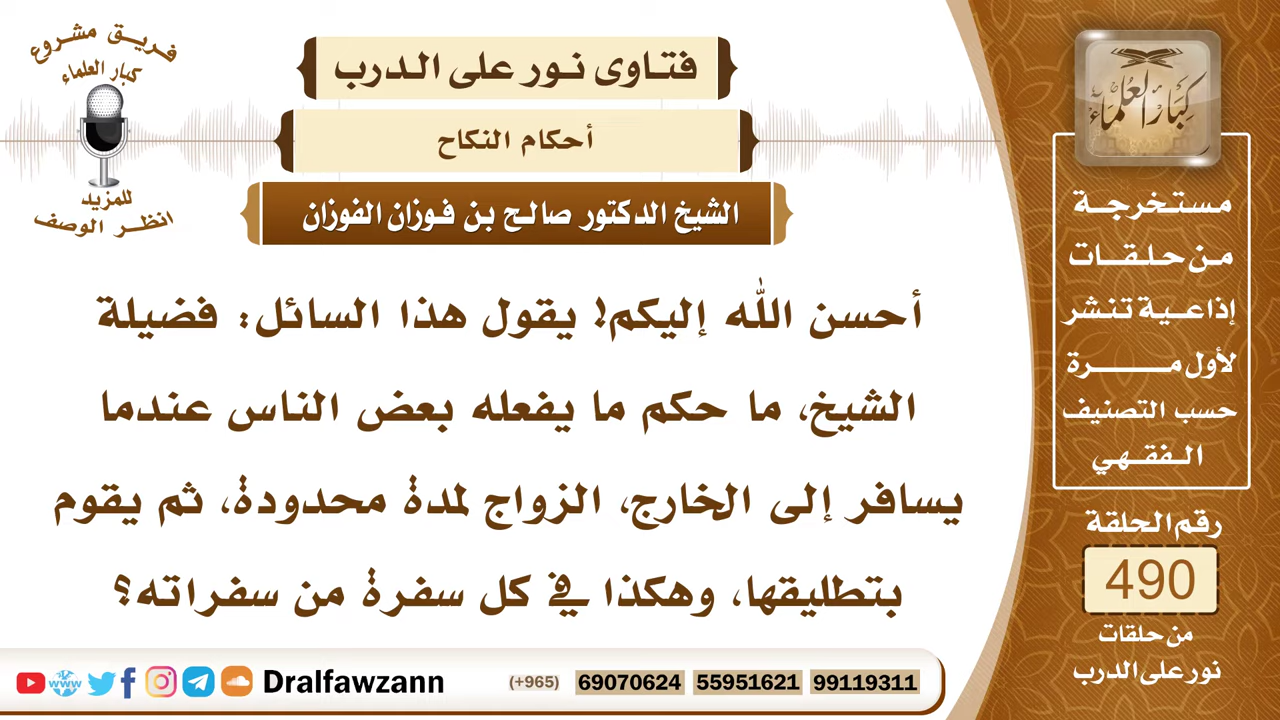 فتاوى نور على الدرب
أحكام النكاح
الشيخ الدكتور صالح بن فوزان الفوزان
فريق مشروع
كبار العلماء
للمزيد
انظر الوصف
أحسن الله إليكم! يقول هذا السائل: فضيلة
الشيخ، ما حكم ما يفعله بعض الناس عندما
يسافر إلى الخارج، الزواج لمدة محدودة، ثم يقوم
بتطليقها، وهكذا في كل سفرة من سفراته؟
كبار العلماء
مستخرجة
من حلقات
إذاعية تنشر
لأول مرة
حسب التصنيف
الفقهي
رقم الحلقة
490
من حلقات
نور على الدرب
www Dralfawzann (+965) 69070624 55951621 99119311